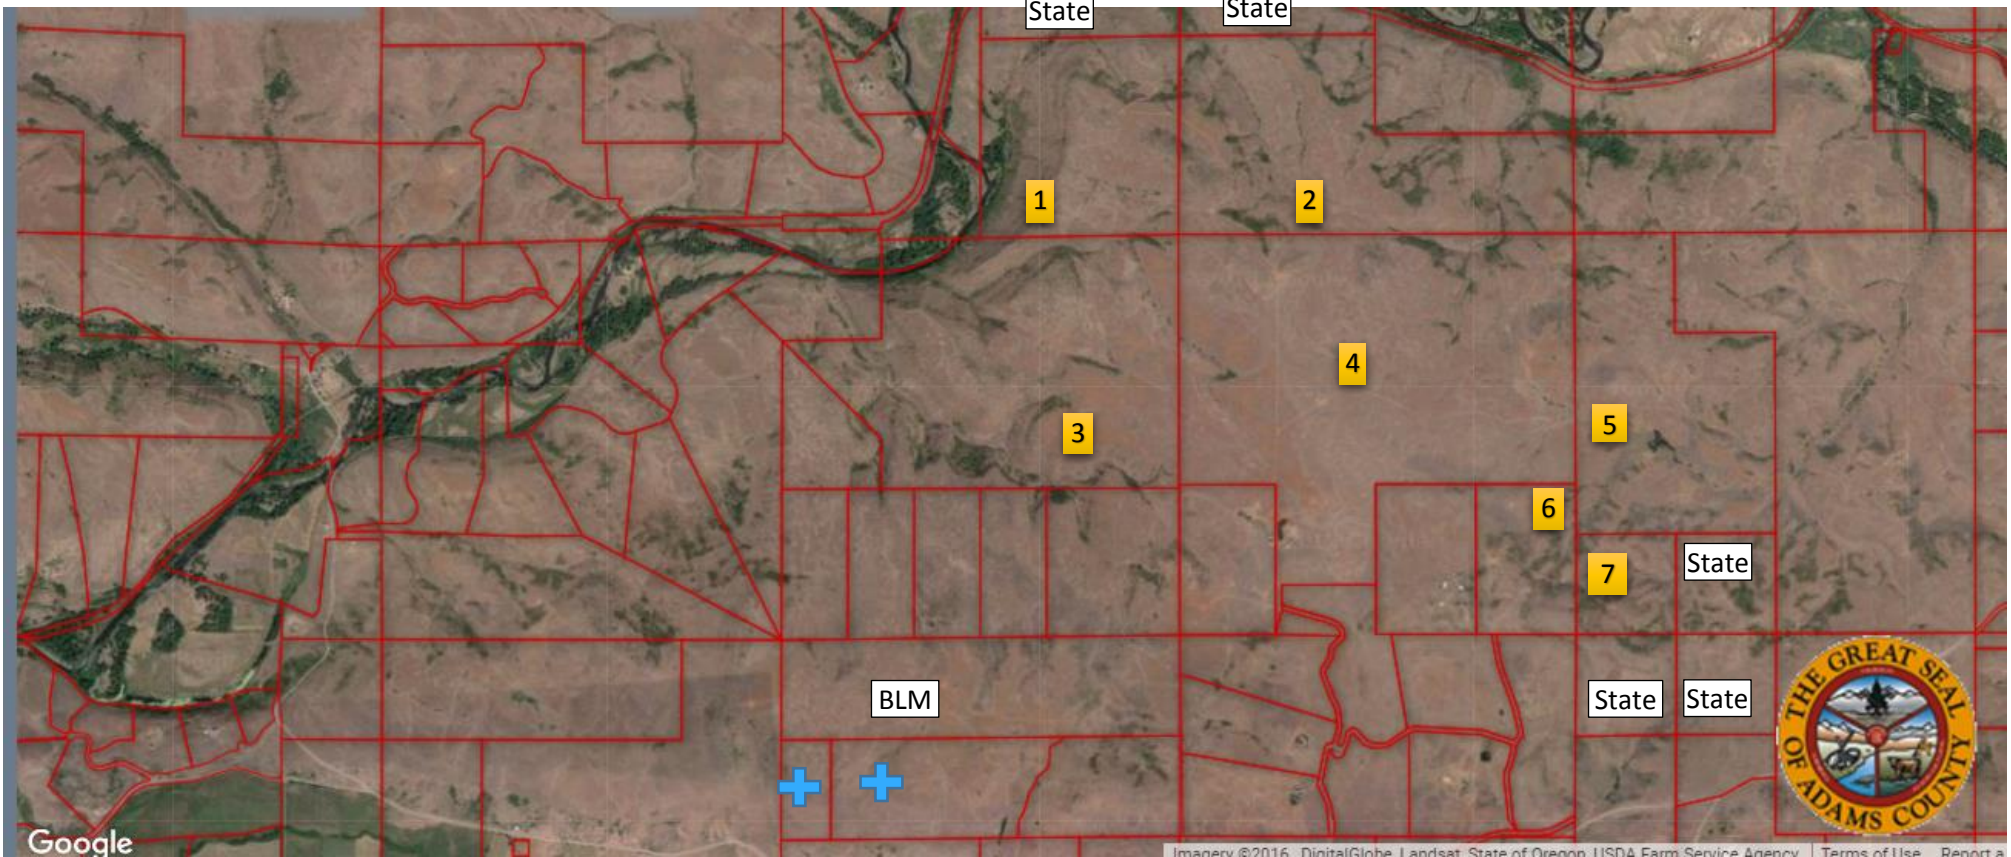 State
State
1
2
3
4
5
6
7
State
BLM
State
State
THE GREAT SEAL
OF ADAMS COUNTY
Google
Imagery ©2016, DigitalGlobe, Landsat, State of Oregon, USDA Farm Service Agency
Terms of Use
Report a